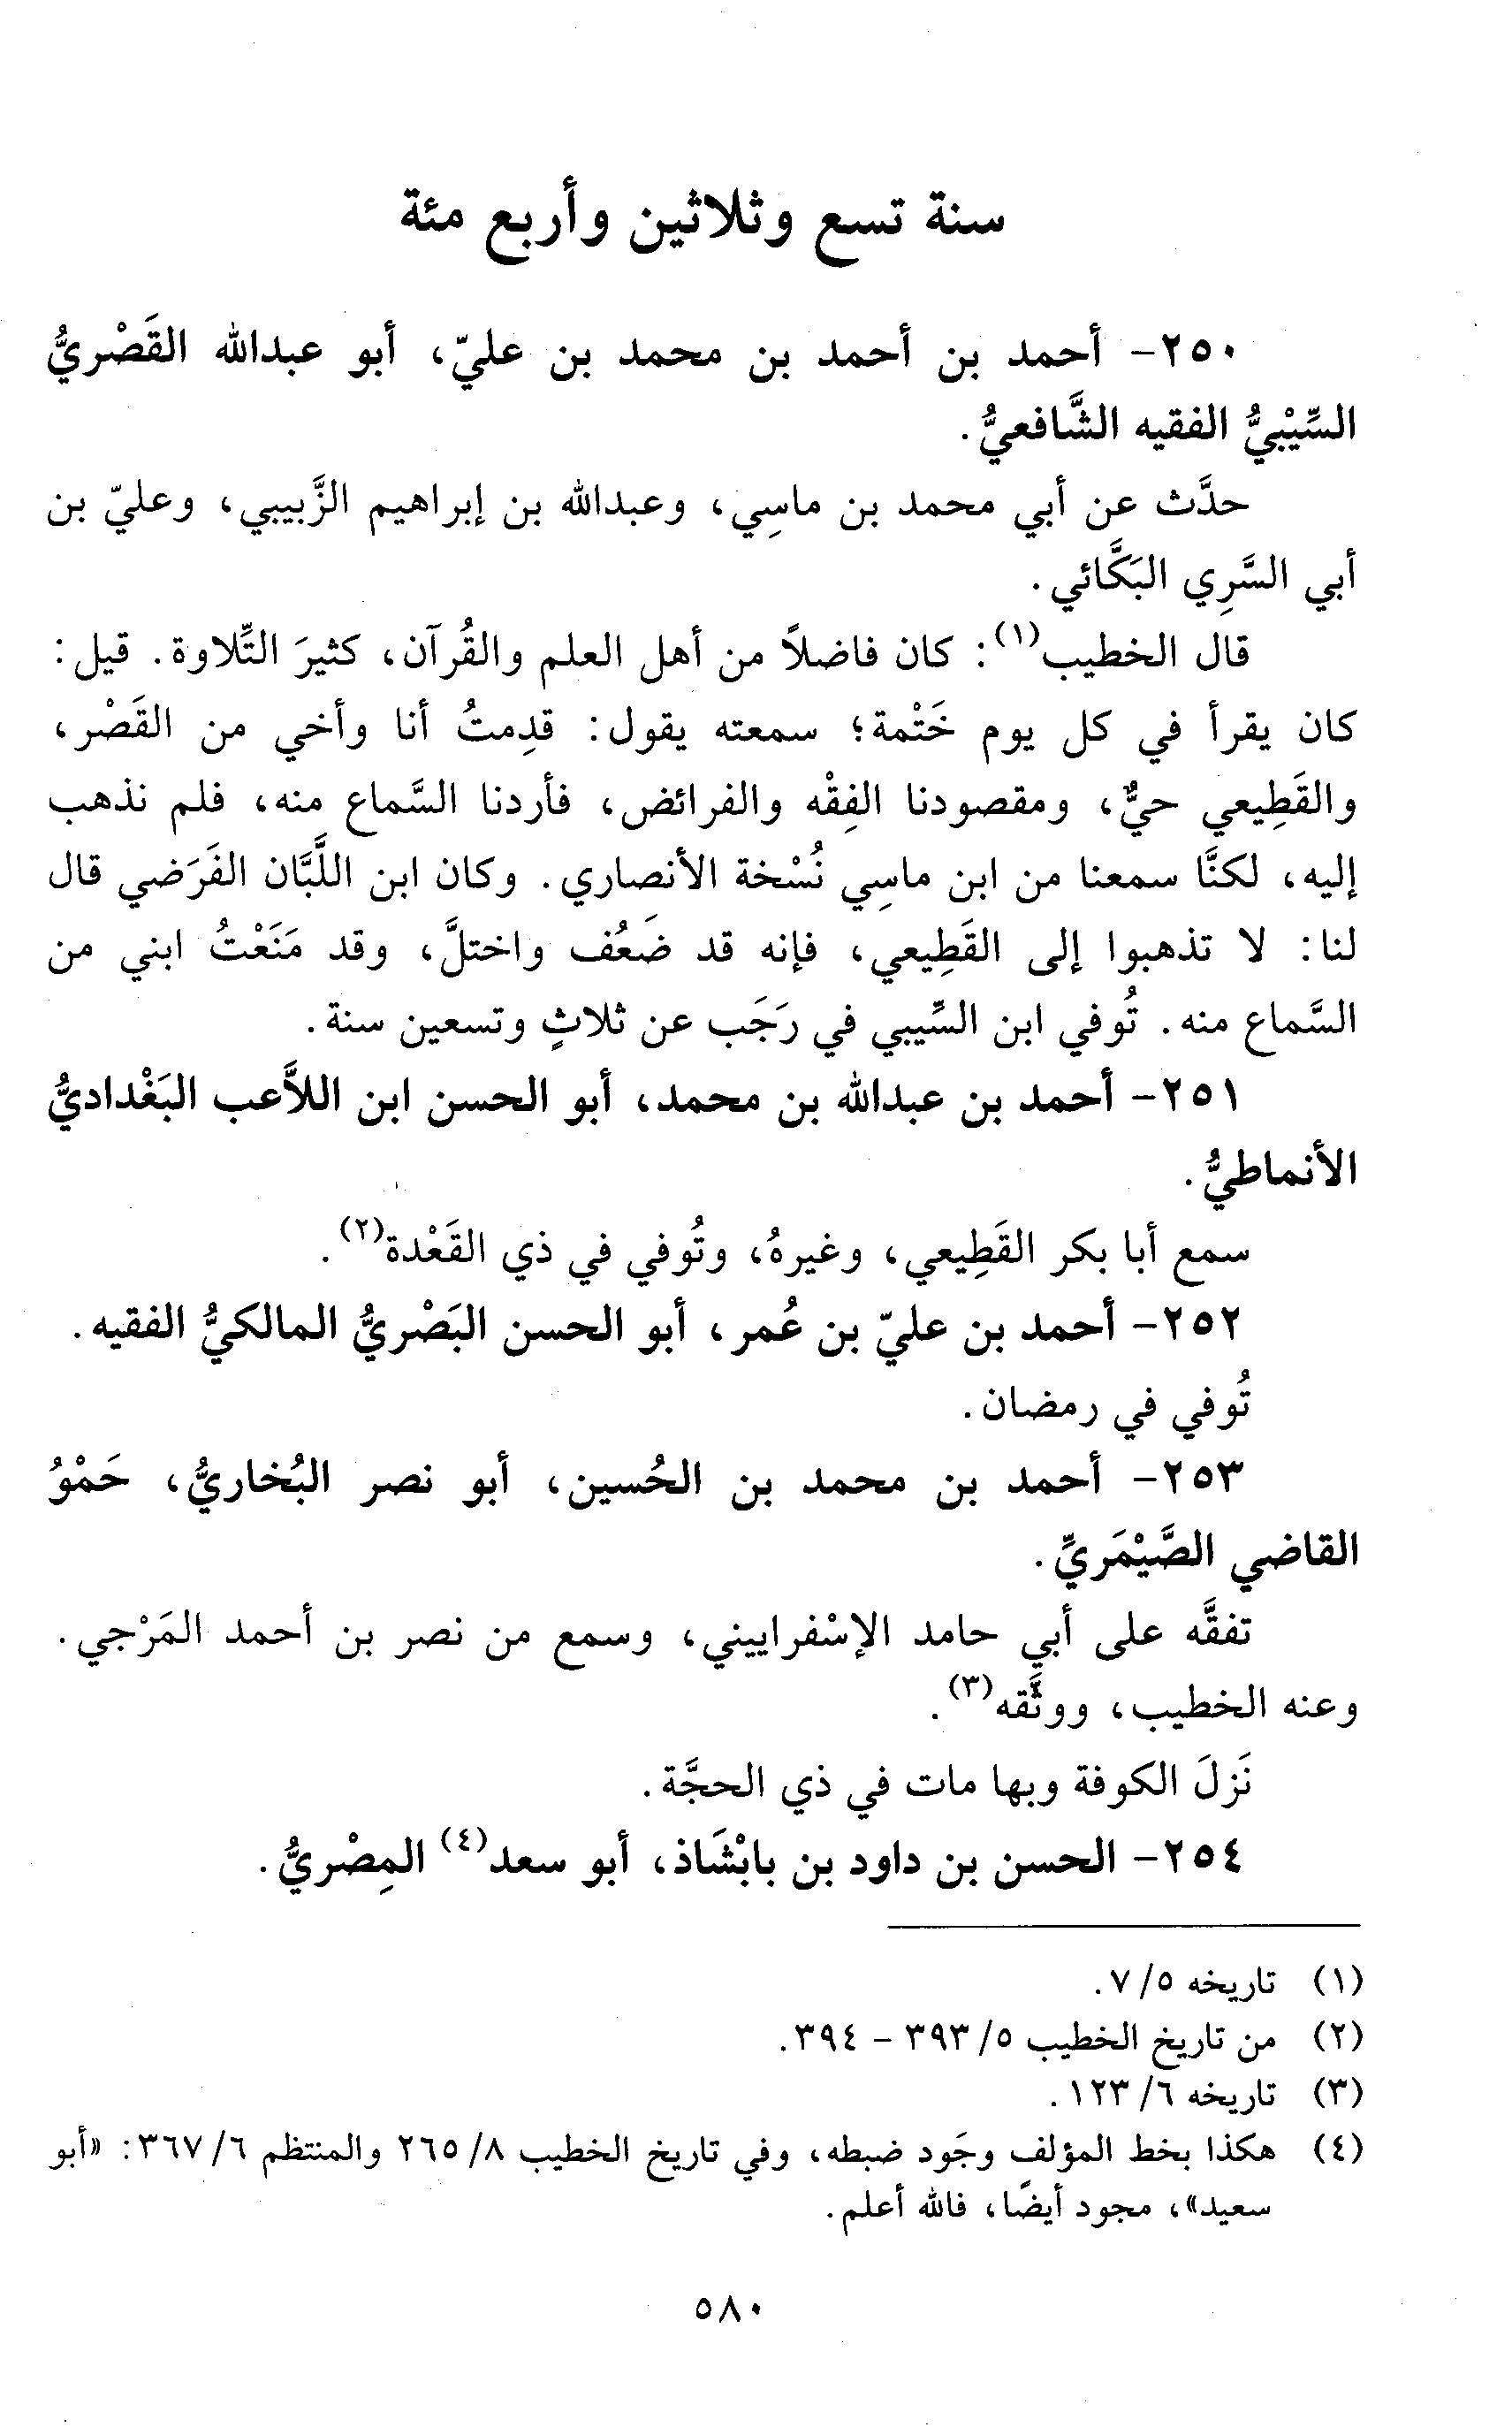 سنة تسع وثلاثين وأربع مئة
٢٥٠- أحمد بن أحمد بن محمد بن عليّ، أبو عبدالله القَصْريُّ
السِّيْبيُّ الفقيه الشَّافعيُّ.
حدَّث عن أبي محمد بن ماسِي، وعبدالله بن إبراهيم الزَّبيبي، وعليّ بن
أبي السَّرِي البَكَّائي.
قال الخطيب(١): كان فاضلاً من أهل العلم والقُرآن، كثيرَ التِّلاوة. قيل:
كان يقرأ في كل يوم خَتْمة؛ سمعته يقول: قدِمتُ أنا وأخي من القَصْر،
والقَطِيعي حيٌّ، ومقصودنا الفِقْه والفرائض، فأردنا السَّماع منه، فلم نذهب
إليه، لكنَّا سمعنا من ابن ماسِي نُسْخة الأنصاري. وكان ابن اللَّبَّان الفَرَضي قال
لنا: لا تذهبوا إلى القَطِيعي، فإنه قد ضَعُف واختلَّ، وقد مَنَعْتُ ابني من
السَّماع منه. تُوفي ابن السِّيبي في رَجَب عن ثلاثٍ وتسعين سنة.
٢٥١- أحمد بن عبدالله بن محمد، أبو الحسن ابن اللاَّعب البَغْداديُّ
الأنماطيُّ.
سمع أبا بكر القَطِيعي، وغيرهُ، وتُوفي في ذي القَعْدة(٢).
٢٥٢- أحمد بن عليّ بن عُمر، أبو الحسن البَصْريُّ المالكيُّ الفقيه.
تُوفي في رمضان.
٢٥٣- أحمد بن محمد بن الحُسين، أبو نصر البُخاريُّ، حَمْوُ
القاضي الصَّيْمَريِّ.
تفقَّه على أبي حامد الإسْفراييني، وسمع من نصر بن أحمد المَرْجي.
وعنه الخطيب، ووثَّقه(٣).
نَزلَ الكوفة وبها مات في ذي الحجَّة.
٢٥٤- الحسن بن داود بن بابْشَاذ، أبو سعد(٤) المِصْريُّ.
(١) تاريخه ٥/ ٧.
(٢) من تاريخ الخطيب ٥/ ٣٩٣ - ٣٩٤.
(٣) تاريخه ٦/ ١٢٣.
(٤) هكذا بخط المؤلف وجَود ضبطه، وفي تاريخ الخطيب ٨/ ٢٦٥ والمنتظم ٦/ ٣٦٧: «أبو
سعيد»، مجود أيضًا، فالله أعلم.
٥٨٠